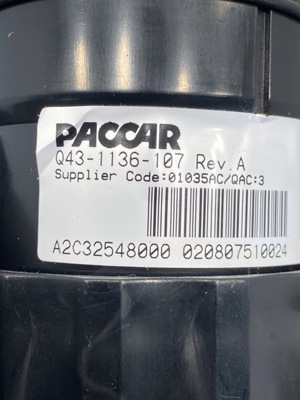 PACCAR
Q43-1136-107 Rev.A
Supplier Code:01035AC/QAC:3
A2C32548000 020807510024